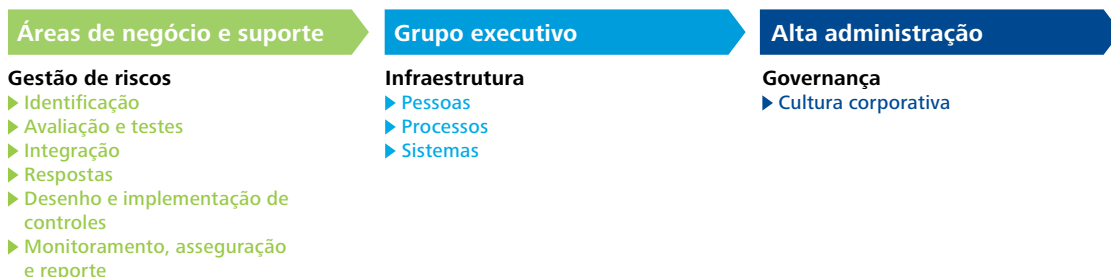 Áreas de negócio e suporte
Gestão de riscos
Identificação
Avaliação e testes
Integração
Respostas
Desenho e implementação de
controles
Monitoramento, asseguração
e reporte
Grupo executivo
Infraestrutura
Pessoas
Processos
Sistemas
Alta administração
Governança
Cultura corporativa